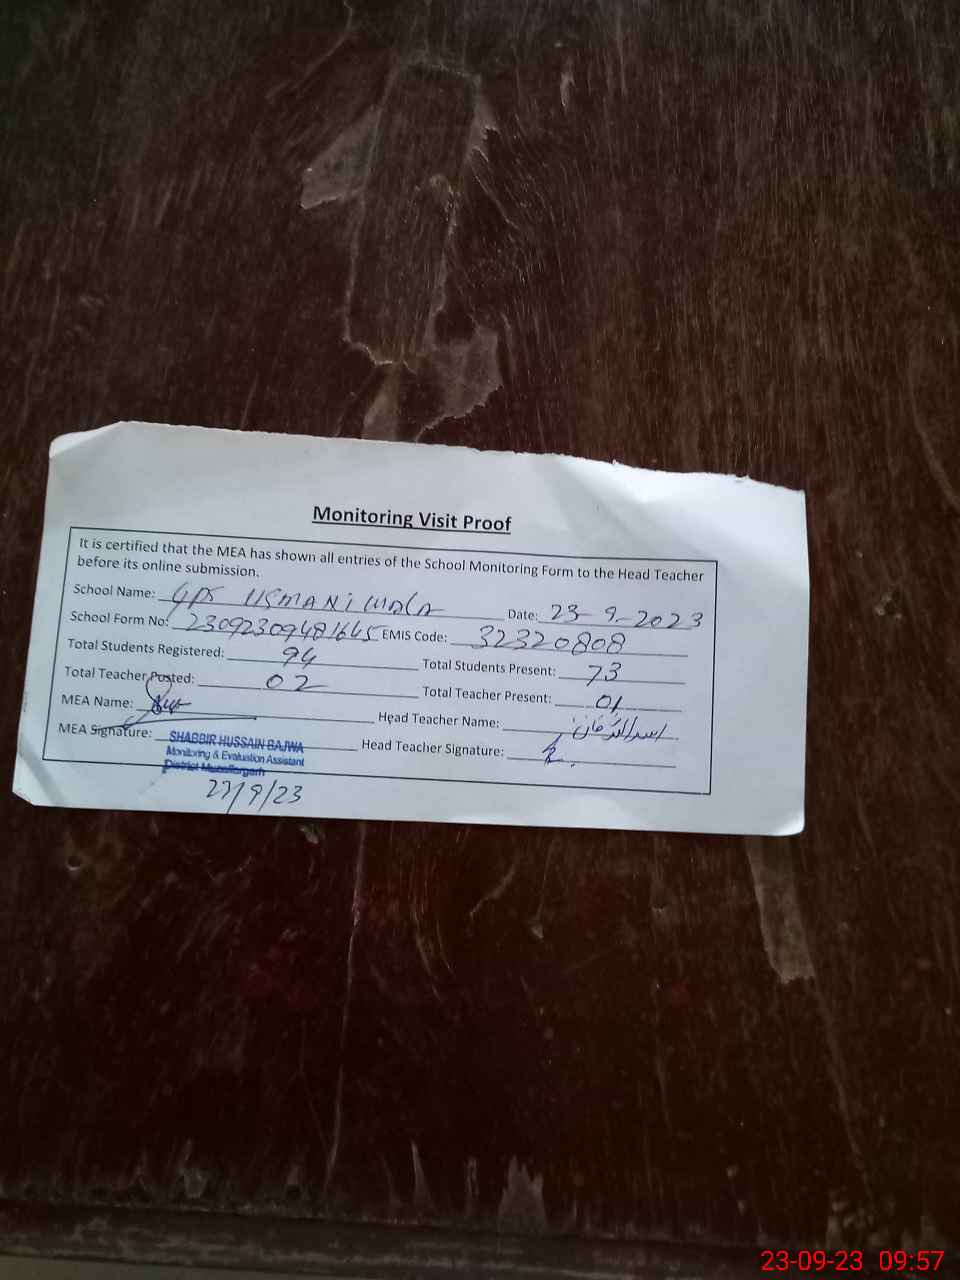 Monitoring Visit Proof
It is certified that the MEA has shown all entries of the School Monitoring Form to the Head Teacher
before its online submission.
School Name: GPS USMANI WALA Date: 23-9-2023
School Form No: 23092309481645 EMIS Code: 32320808
Total Students Registered: 94 Total Students Present: 73
Total Teacher Posted: 02 Total Teacher Present: 01
MEA Name: Head Teacher Name:
MEA Signature: Head Teacher Signature:
SHABBIR HUSSAIN BAJWA
Monitoring & Evaluation Assistant
District Muzaffargarh
23/9/23
23-09-23 09:57